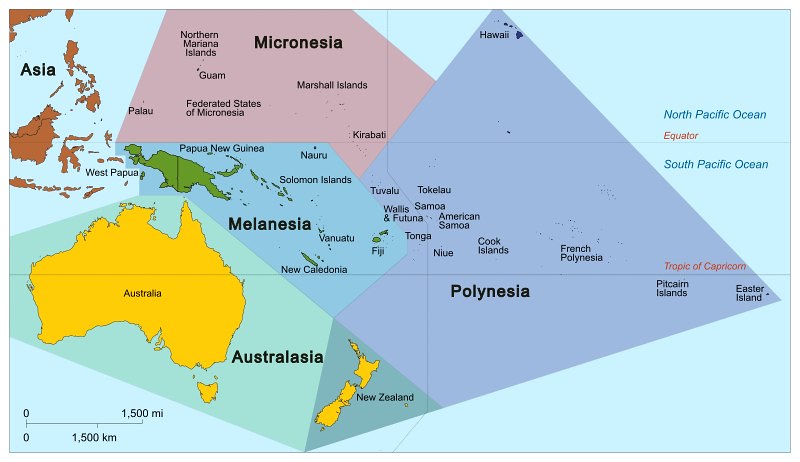 Hawaii
Northern
Mariana
Islands
Micronesia
Asia
Guam
Marshall Islands
Palau
Federated States
of Micronesia
North Pacific Ocean
Kirabati
Equator
Papua New Guinea
Nauru
South Pacific Ocean
West Papua
Solomon Islands
Tuvalu
Tokelau
Wallis
& Futuna
Samoa
American
Samoa
Melanesia
Vanuatu
Fiji
Tonga
Niue
Cook
Islands
French
Polynesia
New Caledonia
Tropic of Capricorn
Australia
Polynesia
Pitcairn
Islands
Easter
Island
Australasia
New Zealand
0
1,500 mi
0
1,500 km